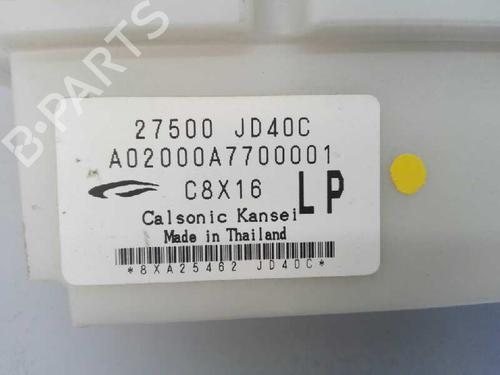 B-PARTS
27500 JD40C
A02000A7700001
C8X16
LP
Calsonic Kansei
Made in Thailand
*8XA25462 JD40C*